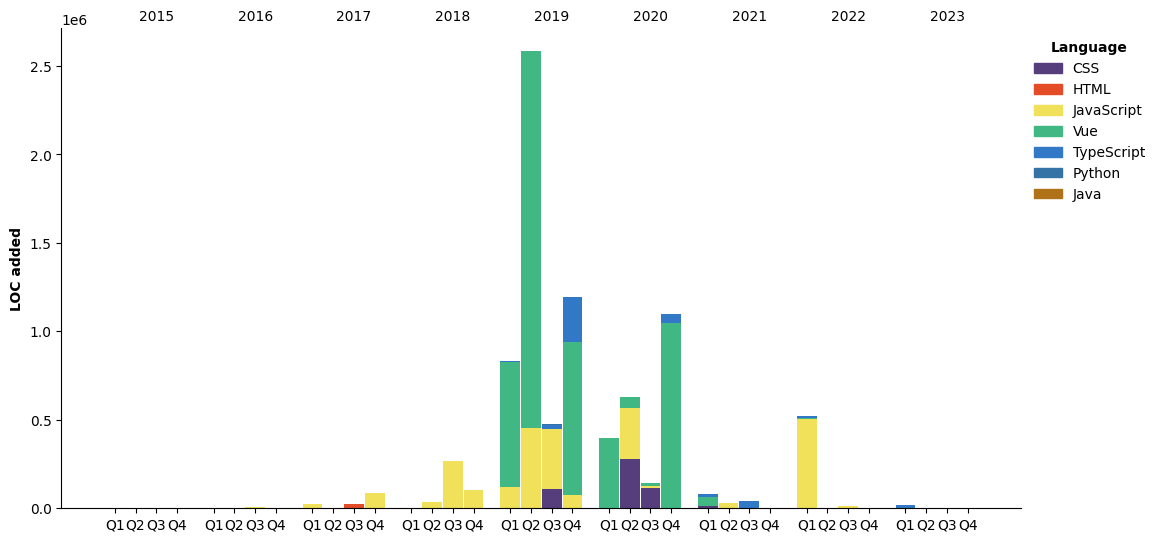 1e6
2015 2016 2017 2018 2019 2020 2021 2022 2023
2.5
2.0
1.5
1.0
0.5
0.0
LOC added
Q1 Q2 Q3 Q4 Q1 Q2 Q3 Q4 Q1 Q2 Q3 Q4 Q1 Q2 Q3 Q4 Q1 Q2 Q3 Q4 Q1 Q2 Q3 Q4 Q1 Q2 Q3 Q4 Q1 Q2 Q3 Q4 Q1 Q2 Q3 Q4
Language
CSS
HTML
JavaScript
Vue
TypeScript
Python
Java